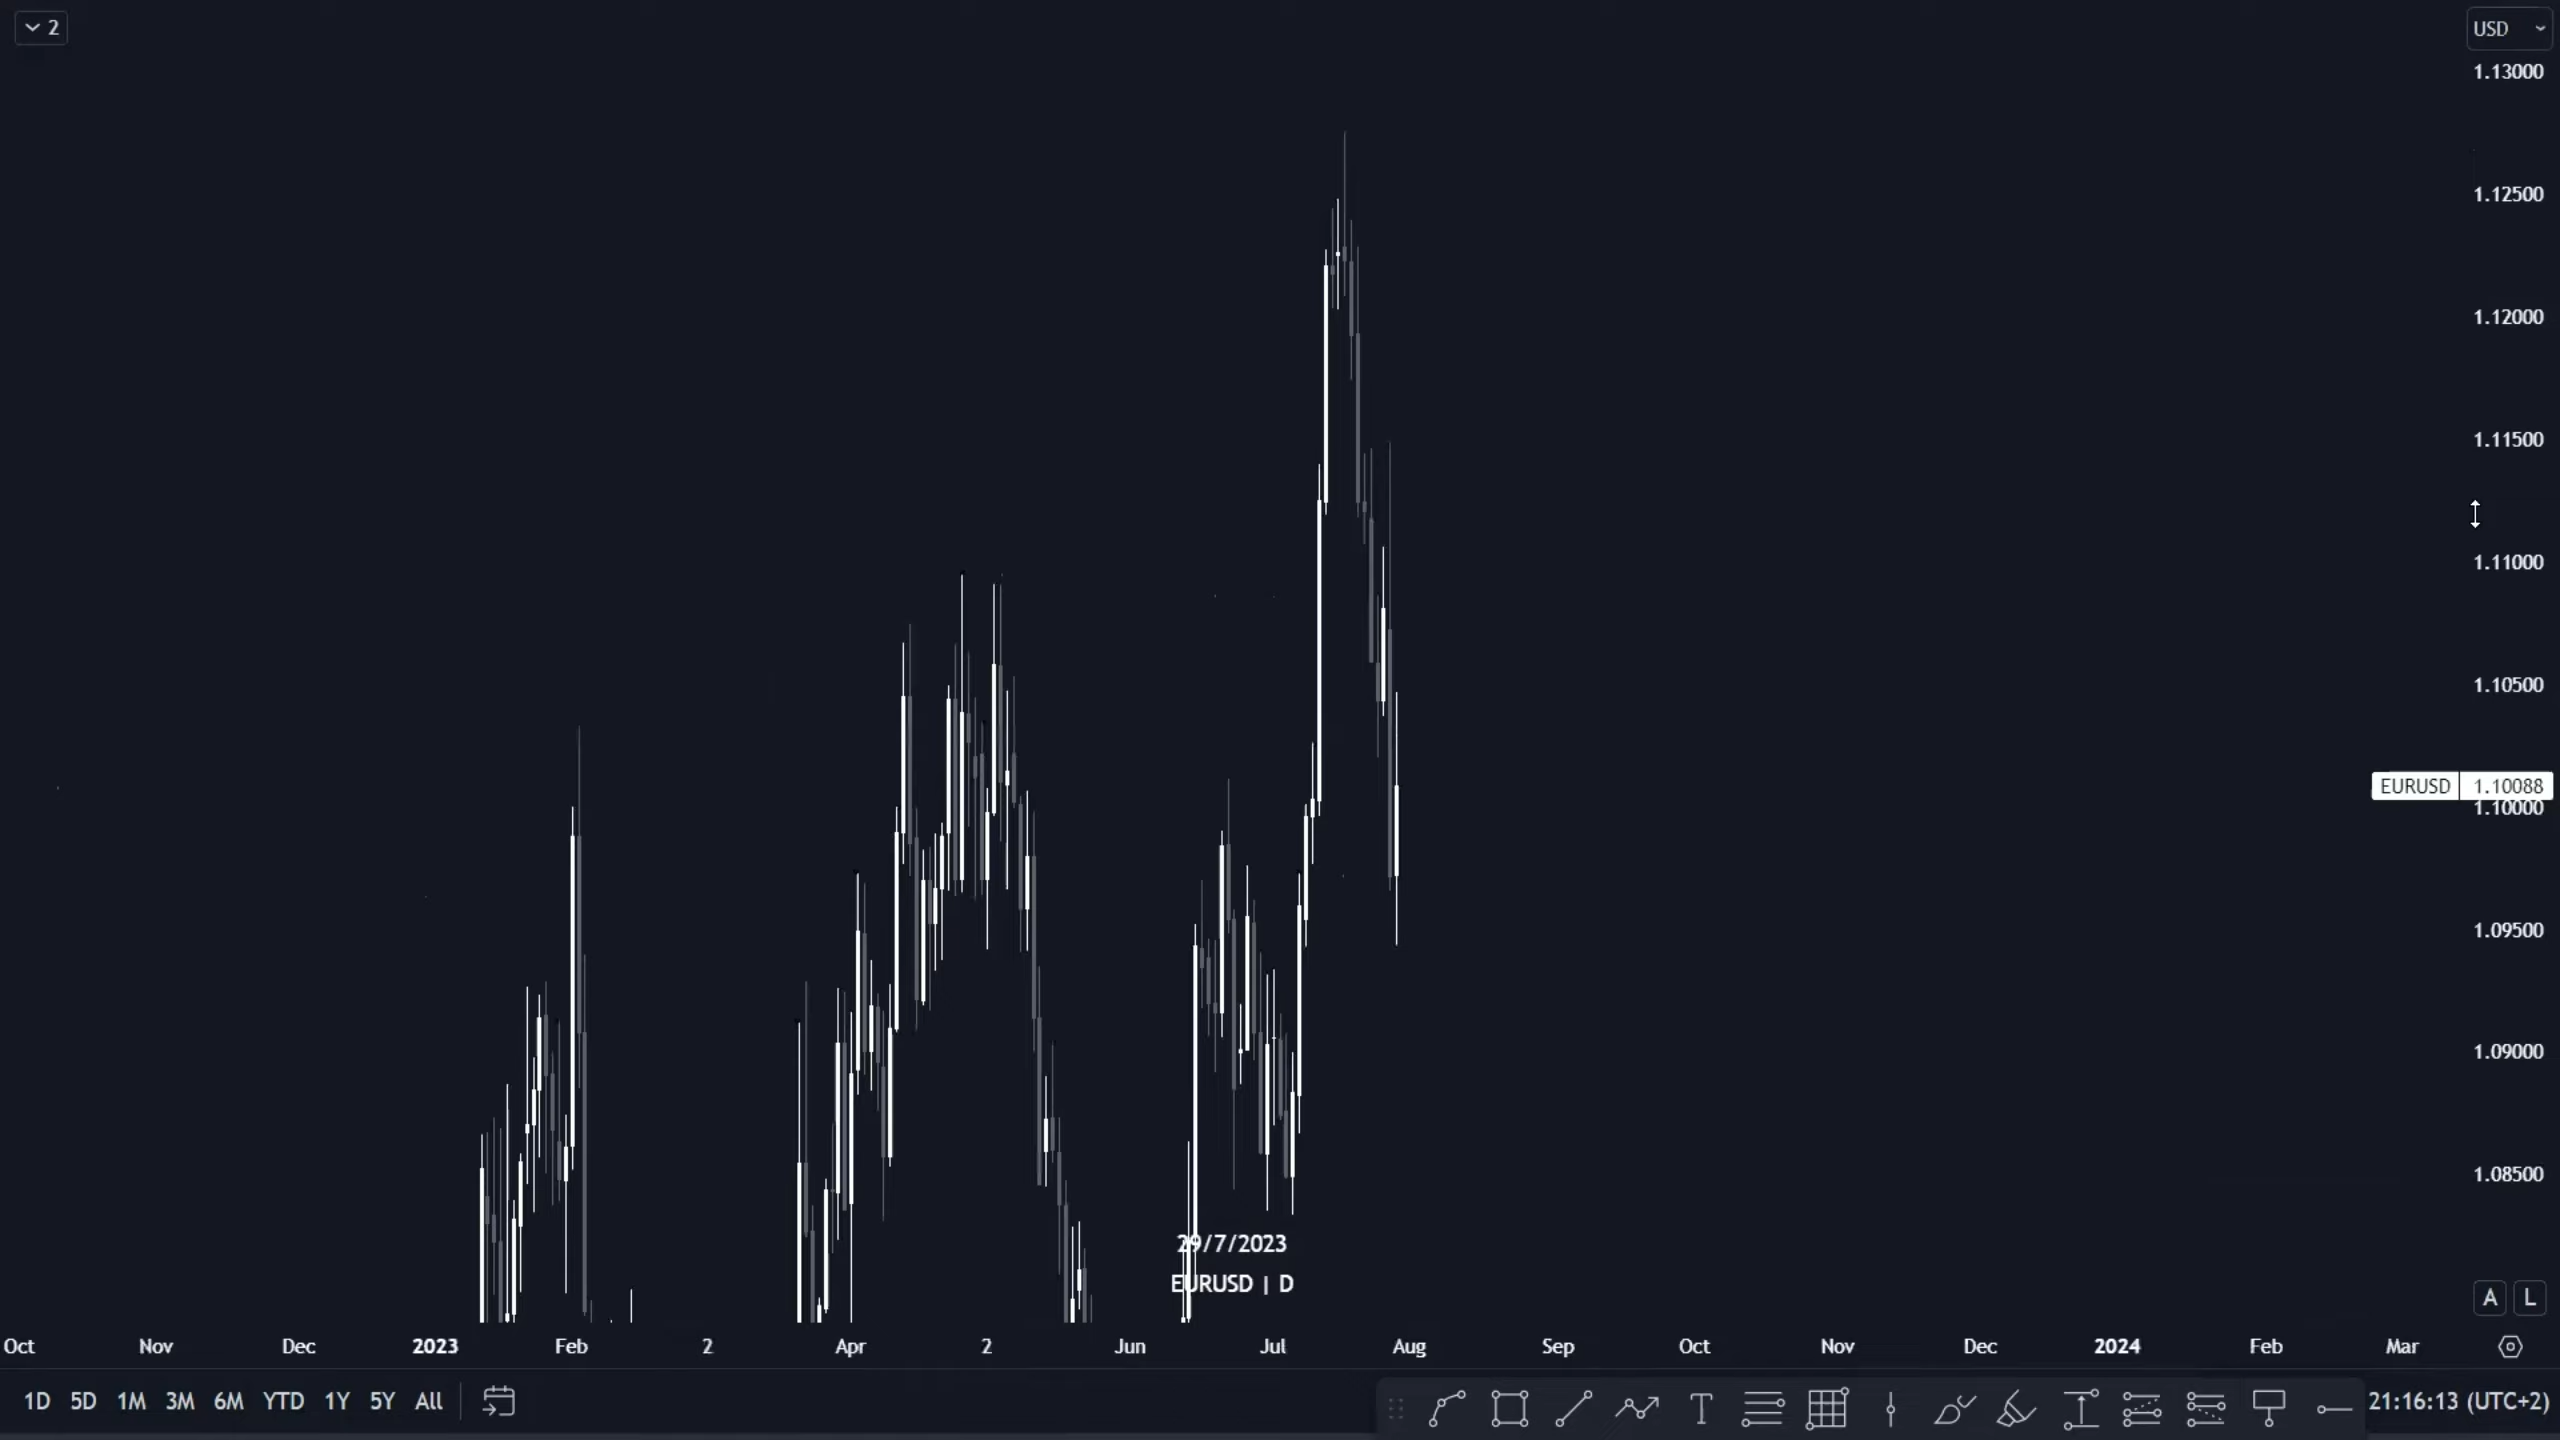 2
USD
1.13000
1.12500
1.12000
1.11500
1.11000
1.10500
EURUSD 1.10088
1.10000
1.09500
1.09000
1.08500
29/7/2023
EURUSD | D
A L
Oct Nov Dec 2023 Feb 2 Apr 2 Jun Jul Aug Sep Oct Nov Dec 2024 Feb Mar
1D 5D 1M 3M 6M YTD 1Y 5Y All T 21:16:13 (UTC+2)